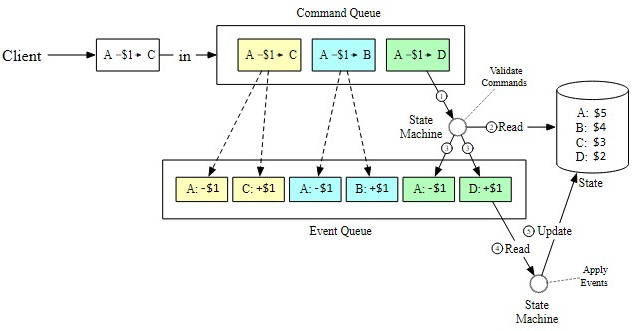 Command Queue
Client
A -$1➝ C
in
A -$1➝ C
A -$1➝ B
A -$1➝ D
Validate
Commands
①
State
Machine
② Read
③
③
A: $5
B: $4
C: $3
D: $2
State
A: -$1
C: +$1
A: -$1
B: +$1
A: -$1
D: +$1
Event Queue
④ Read
⑤ Update
Apply
Events
State
Machine